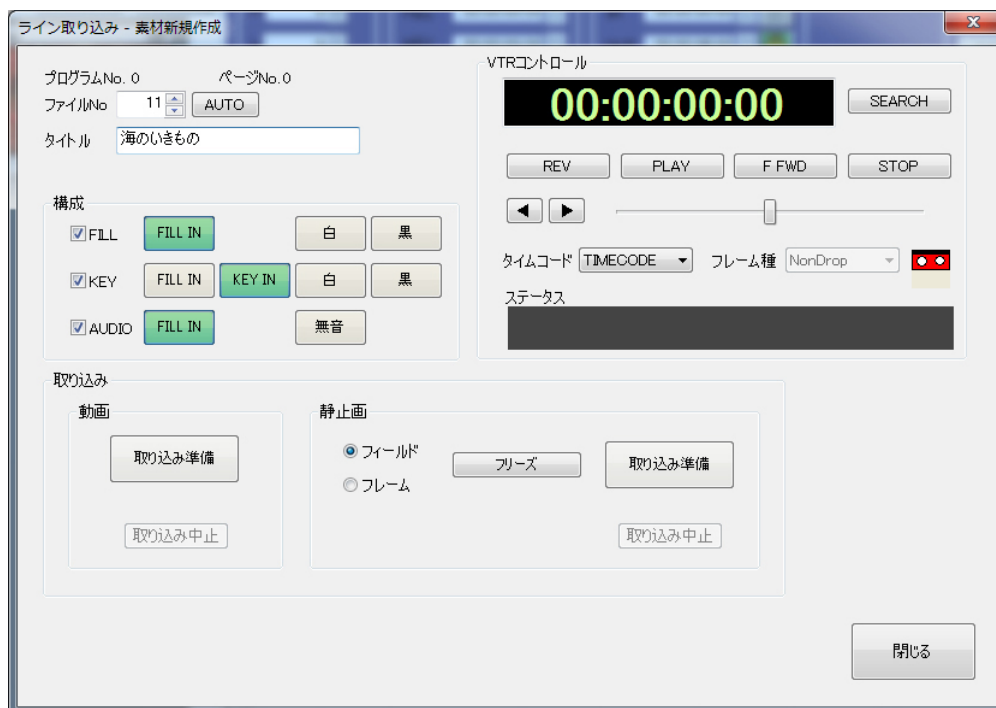 ライン取り込み - 素材新規作成
プログラムNo. 0 ページNo.0
ファイルNo 11 AUTO
タイトル 海のいきもの
構成
FILL FILL IN 白 黒
KEY FILL IN KEY IN 白 黒
AUDIO FILL IN 無音
VTRコントロール
00:00:00:00 SEARCH
REV PLAY F FWD STOP
タイムコード TIMECODE フレーム種 NonDrop
ステータス
取り込み
動画
取り込み準備
取り込み中止
静止画
フィールド
フレーム
フリーズ
取り込み準備
取り込み中止
閉じる